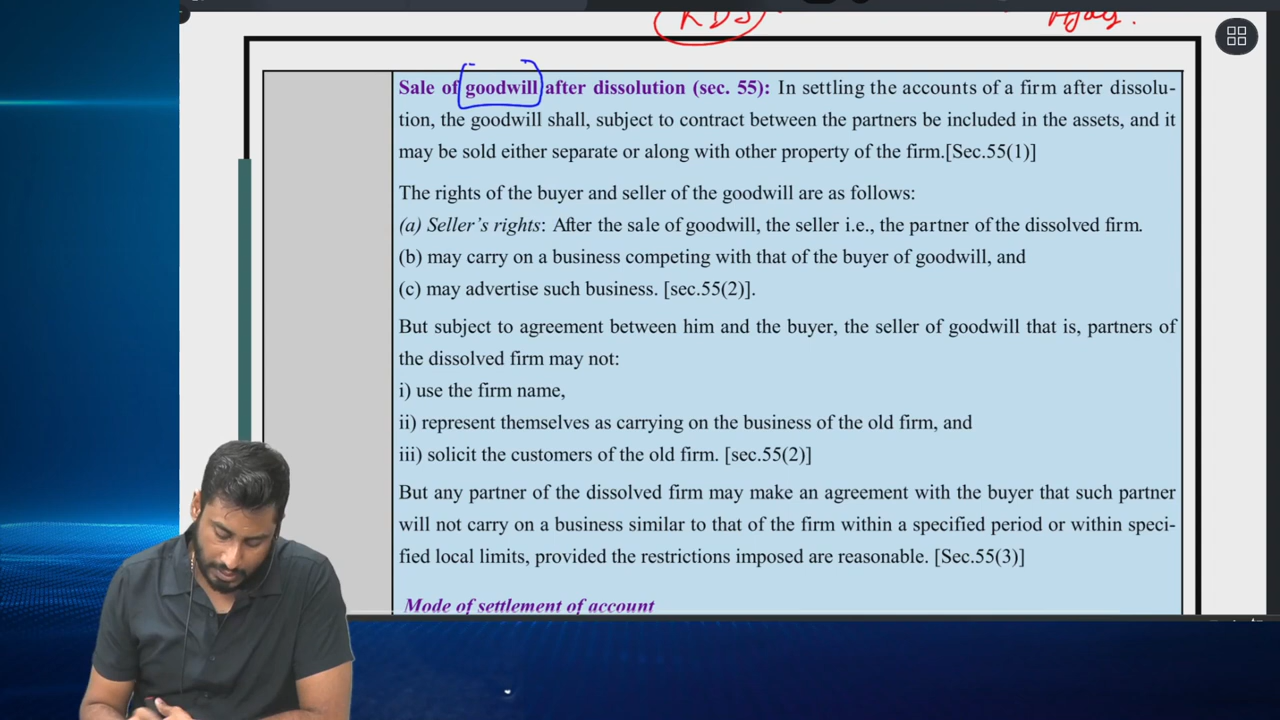 Sale of goodwill after dissolution (sec. 55): In settling the accounts of a firm after dissolu-
tion, the goodwill shall, subject to contract between the partners be included in the assets, and it
may be sold either separate or along with other property of the firm.[Sec.55(1)]
The rights of the buyer and seller of the goodwill are as follows:
(a) Seller’s rights: After the sale of goodwill, the seller i.e., the partner of the dissolved firm.
(b) may carry on a business competing with that of the buyer of goodwill, and
(c) may advertise such business. [sec.55(2)].
But subject to agreement between him and the buyer, the seller of goodwill that is, partners of
the dissolved firm may not:
i) use the firm name,
ii) represent themselves as carrying on the business of the old firm, and
iii) solicit the customers of the old firm. [sec.55(2)]
But any partner of the dissolved firm may make an agreement with the buyer that such partner
will not carry on a business similar to that of the firm within a specified period or within speci-
fied local limits, provided the restrictions imposed are reasonable. [Sec.55(3)]
Mode of settlement of account